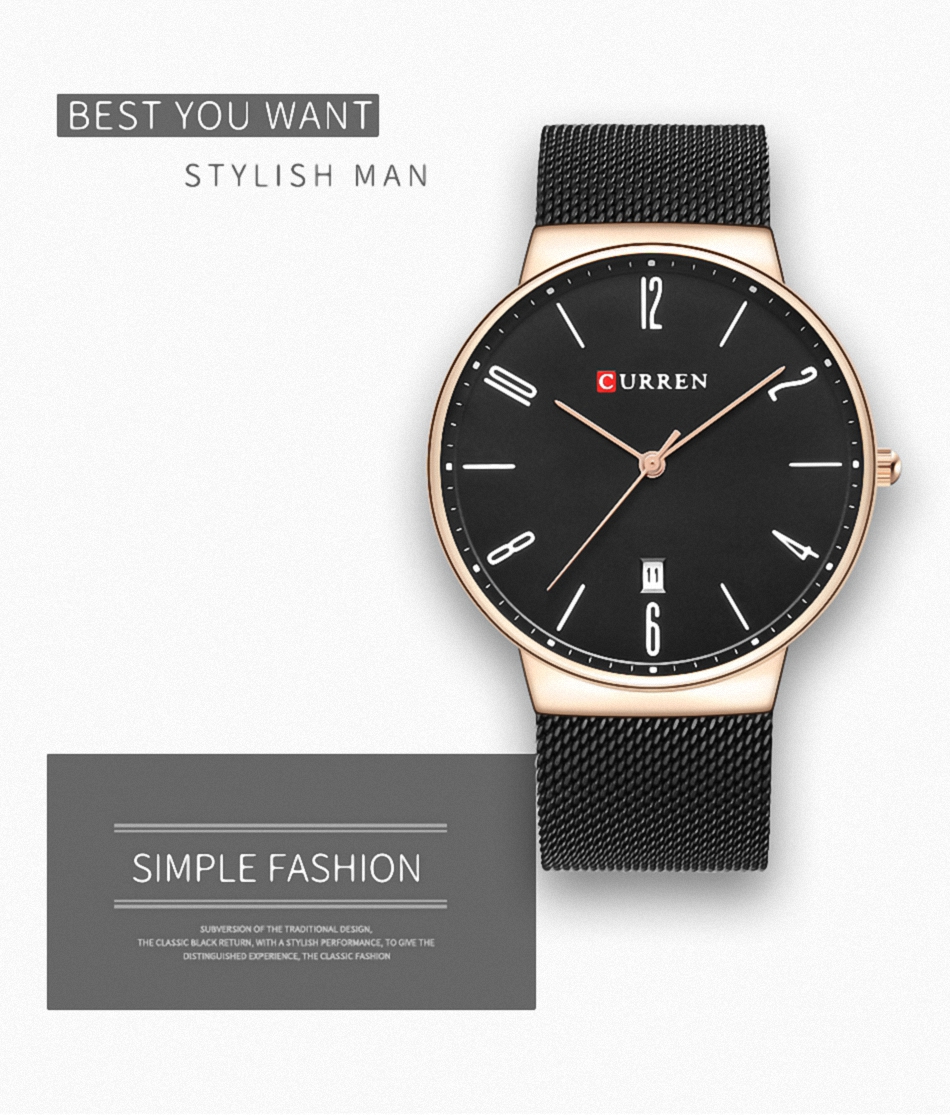 BEST YOU WANT
STYLISH MAN
12
10
CURREN
2
8
4
11
6
SIMPLE FASHION
SUBVERSION OF THE TRADITIONAL DESIGN,
THE CLASSIC BLACK RETURN, WITH A STYLISH PERFORMANCE, TO GIVE THE
DISTINGUISHED EXPERIENCE, THE CLASSIC FASHION